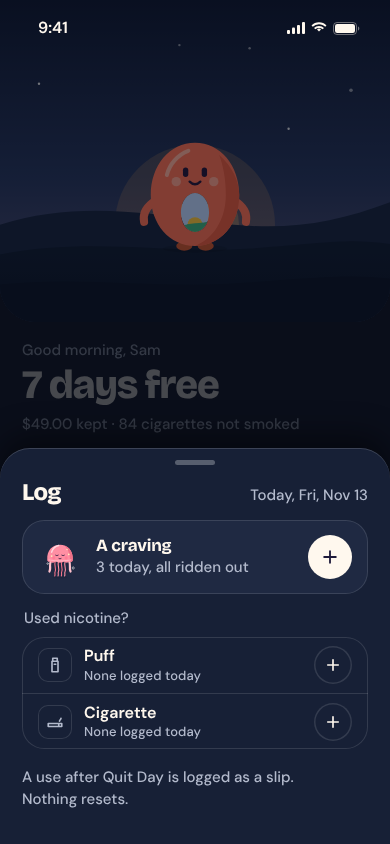 9:41
Good morning, Sam
7 days free
$49.00 kept · 84 cigarettes not smoked
Log
Today, Fri, Nov 13
A craving
3 today, all ridden out
Used nicotine?
Puff
None logged today
Cigarette
None logged today
A use after Quit Day is logged as a slip.
Nothing resets.